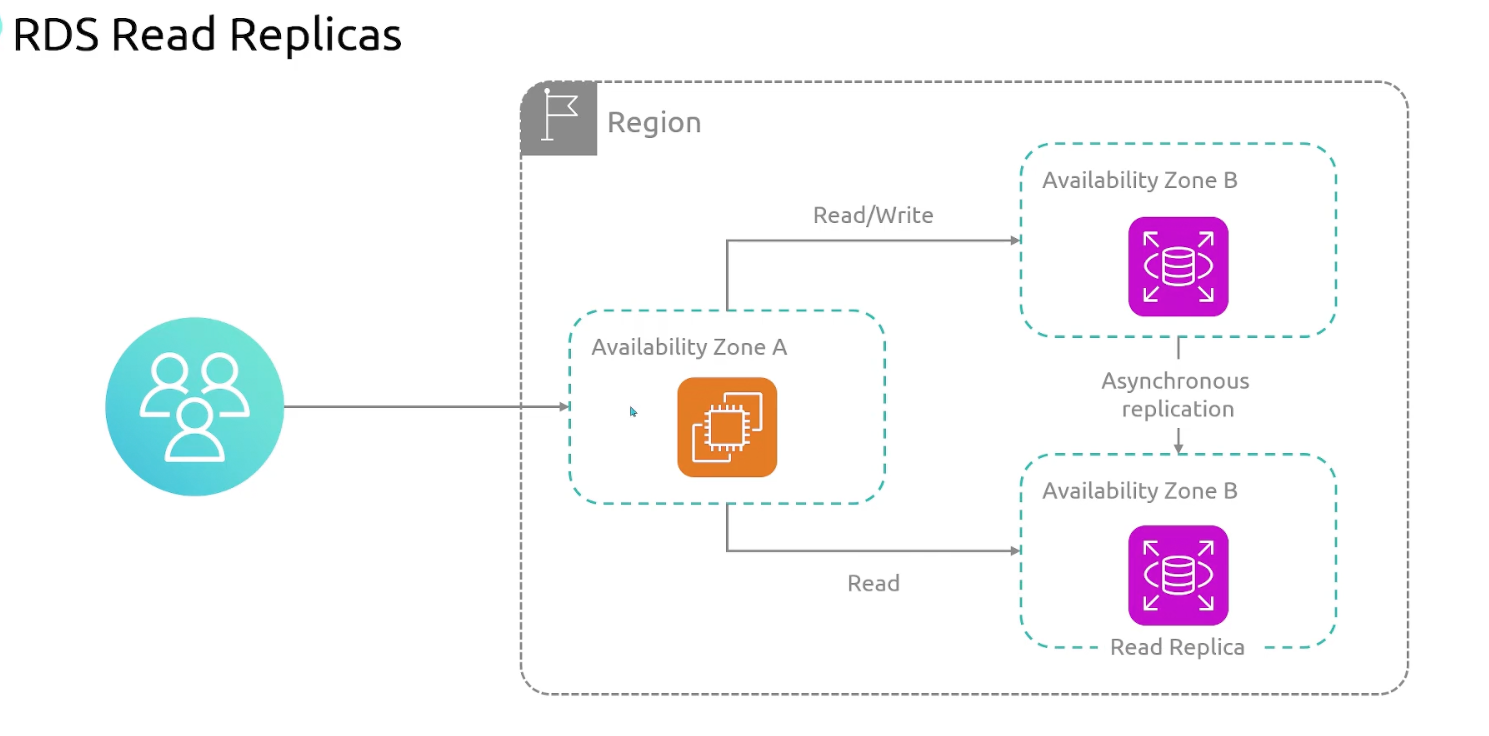 RDS Read Replicas
Region
Availability Zone B
Read/Write
Availability Zone A
Asynchronous
replication
Availability Zone B
Read
Read Replica